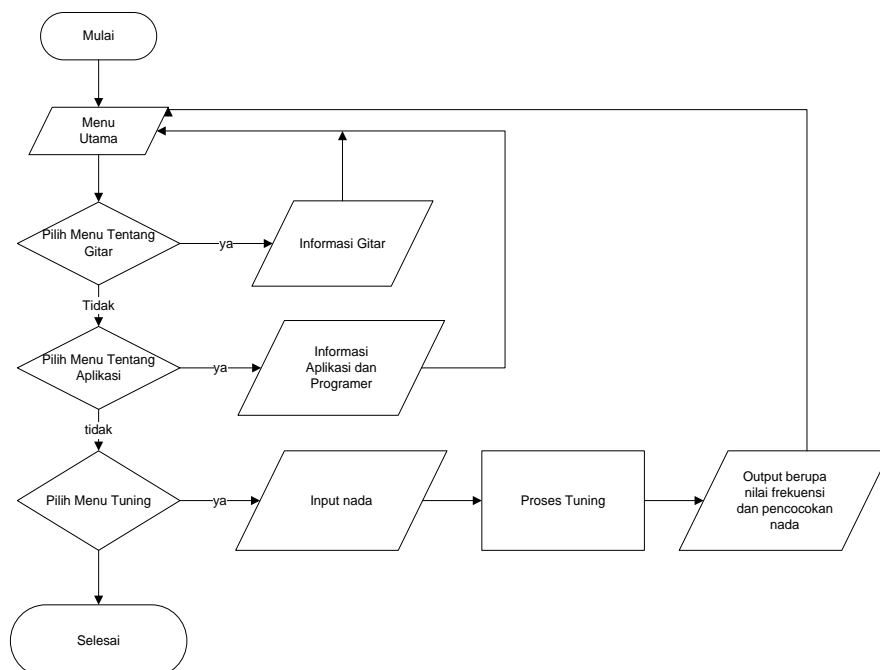 Mulai
Menu
Utama
Pilih Menu Tentang
Gitar
ya
Informasi Gitar
Tidak
Pilih Menu Tentang
Aplikasi
ya
Informasi
Aplikasi dan
Programer
tidak
Pilih Menu Tuning
ya
Input nada
Proses Tuning
Output berupa
nilai frekuensi
dan pencocokan
nada
Selesai